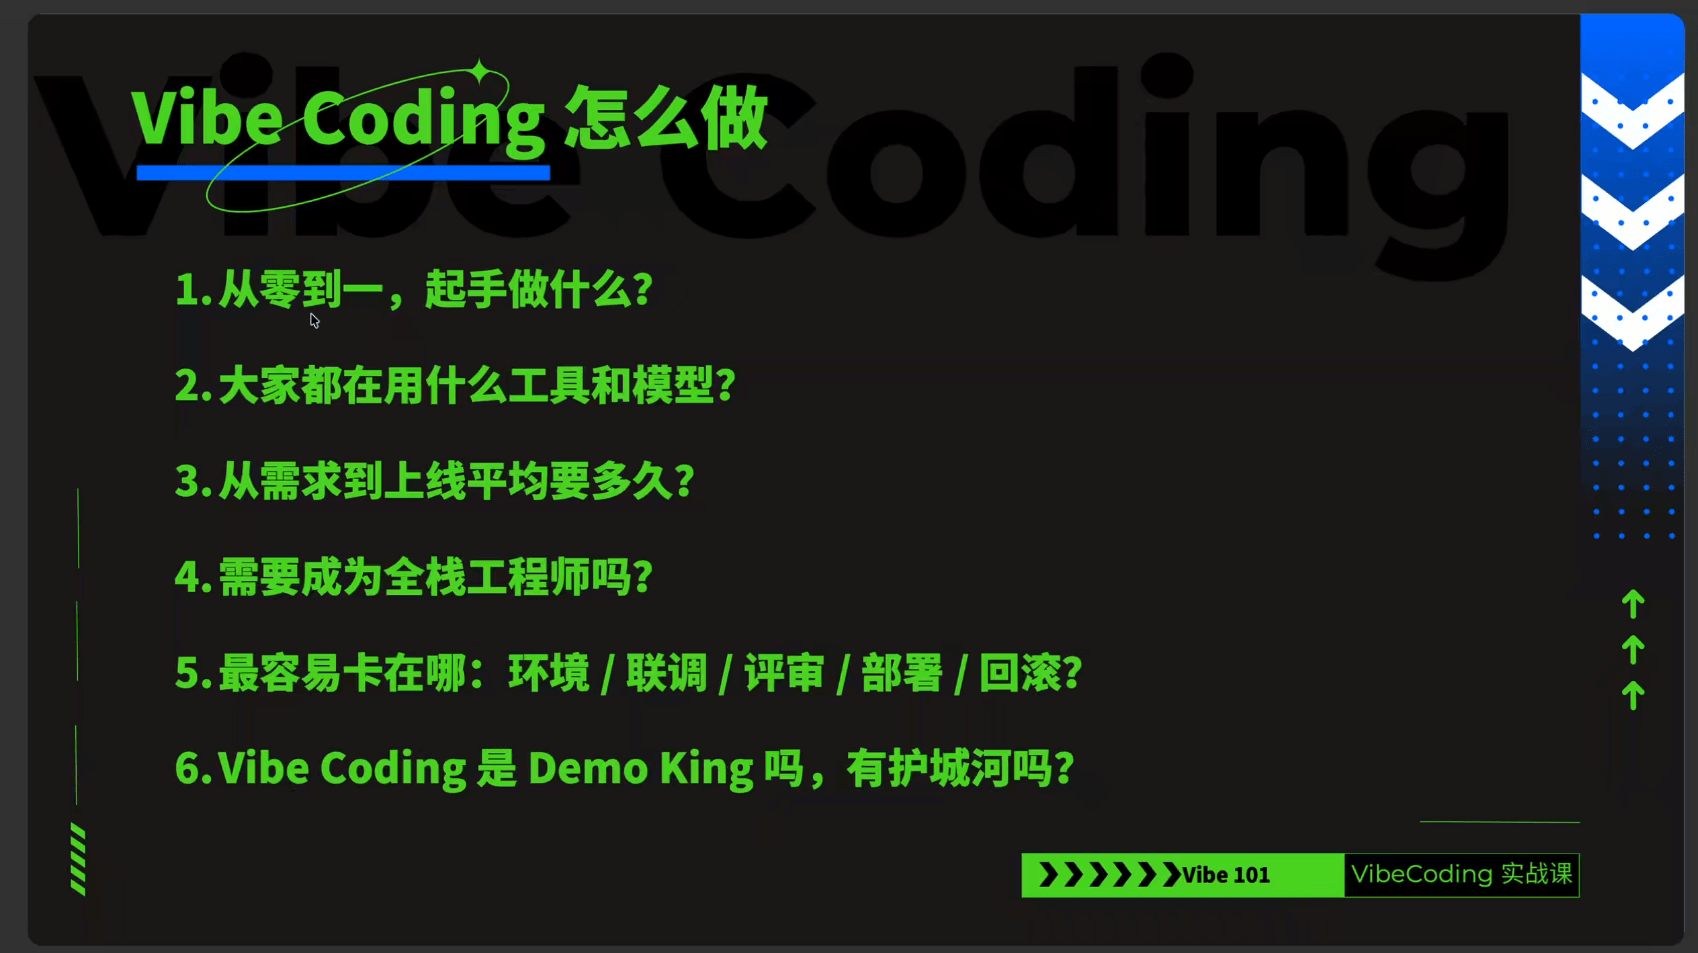 Vibe Coding
Vibe Coding 怎么做
1. 从零到一，起手做什么？
2. 大家都在用什么工具和模型？
3. 从需求到上线平均要多久？
4. 需要成为全栈工程师吗？
5. 最容易卡在哪：环境 / 联调 / 评审 / 部署 / 回滚？
6. Vibe Coding 是 Demo King 吗，有护城河吗？
Vibe 101
VibeCoding 实战课